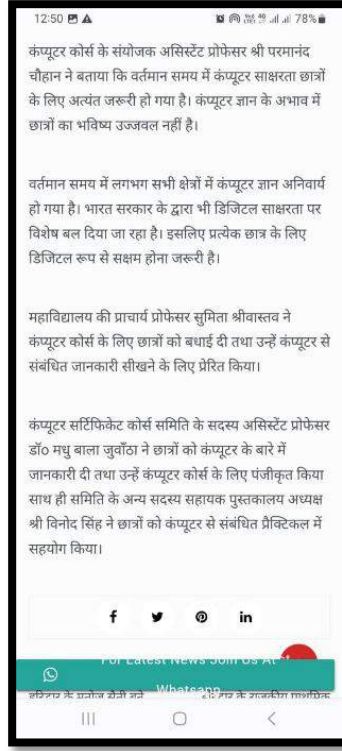 12:50
78%
कंप्यूटर कोर्स के संयोजक असिस्टेंट प्रोफेसर श्री परमानंद
चौहान ने बताया कि वर्तमान समय में कंप्यूटर साक्षरता छात्रों
के लिए अत्यंत जरूरी हो गया है। कंप्यूटर ज्ञान के अभाव में
छात्रों का भविष्य उज्जवल नहीं है।
वर्तमान समय में लगभग सभी क्षेत्रों में कंप्यूटर ज्ञान अनिवार्य
हो गया है। भारत सरकार के द्वारा भी डिजिटल साक्षरता पर
विशेष बल दिया जा रहा है। इसलिए प्रत्येक छात्र के लिए
डिजिटल रूप से सक्षम होना जरूरी है।
महाविद्यालय की प्राचार्य प्रोफेसर सुमिता श्रीवास्तव ने
कंप्यूटर कोर्स के लिए छात्रों को बधाई दी तथा उन्हें कंप्यूटर से
संबंधित जानकारी सीखने के लिए प्रेरित किया।
कंप्यूटर सर्टिफिकेट कोर्स समिति के सदस्य असिस्टेंट प्रोफेसर
डॉ० मधु बाला जुवाँठा ने छात्रों को कंप्यूटर के बारे में
जानकारी दी तथा उन्हें कंप्यूटर कोर्स के लिए पंजीकृत किया
साथ ही समिति के अन्य सदस्य सहायक पुस्तकालय अध्यक्ष
श्री विनोद सिंह ने छात्रों को कंप्यूटर से संबंधित प्रैक्टिकल में
सहयोग किया।
For Latest News Join Us At
Whatsapp